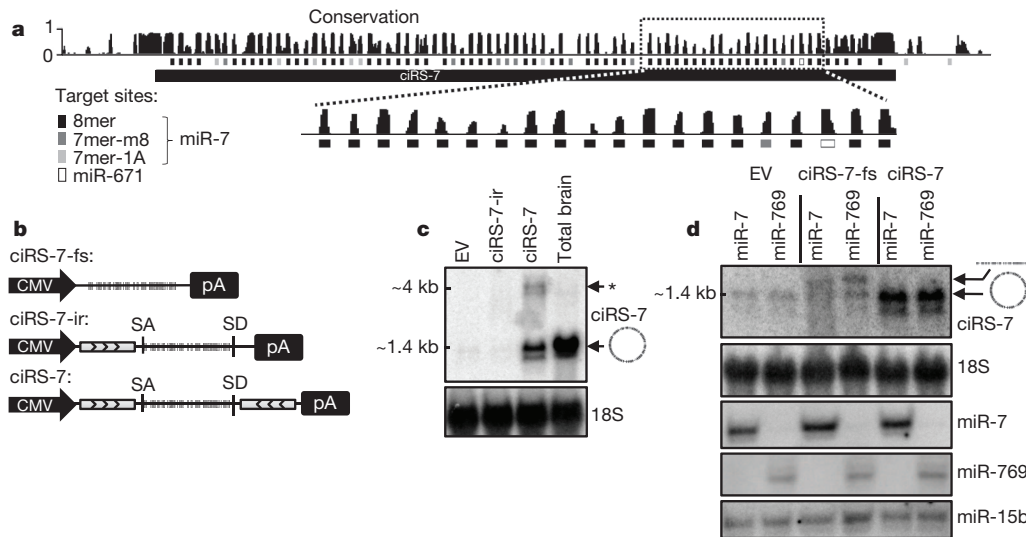 a
Conservation
1
0
ciRS-7
Target sites:
8mer
7mer-m8
7mer-1A
miR-7
miR-671
b
ciRS-7-fs:
CMV
pA
ciRS-7-ir:
SA
SD
CMV
pA
ciRS-7:
SA
SD
CMV
pA
c
EV
ciRS-7-ir
ciRS-7
Total brain
~4 kb
*
ciRS-7
~1.4 kb
18S
d
EV
ciRS-7-fs
ciRS-7
miR-7
miR-769
miR-7
miR-769
miR-7
miR-769
~1.4 kb
ciRS-7
18S
miR-7
miR-769
miR-15b